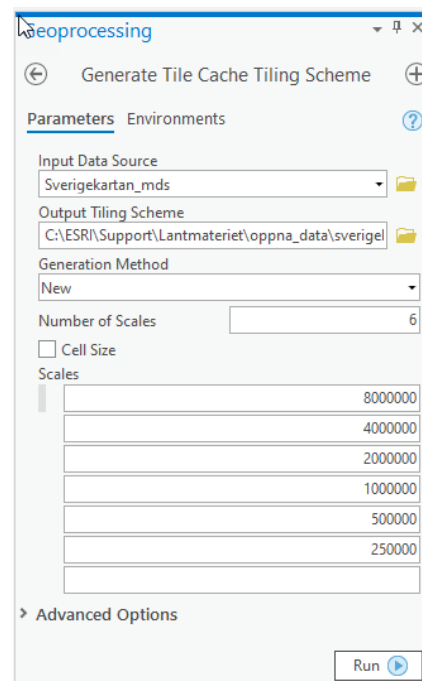 Geoprocessing
Generate Tile Cache Tiling Scheme
Parameters Environments
Input Data Source
Sverigekartan_mds
Output Tiling Scheme
C:\ESRI\Support\Lantmateriet\oppna_data\sverigel
Generation Method
New
Number of Scales 6
Cell Size
Scales
8000000
4000000
2000000
1000000
500000
250000
Advanced Options
Run